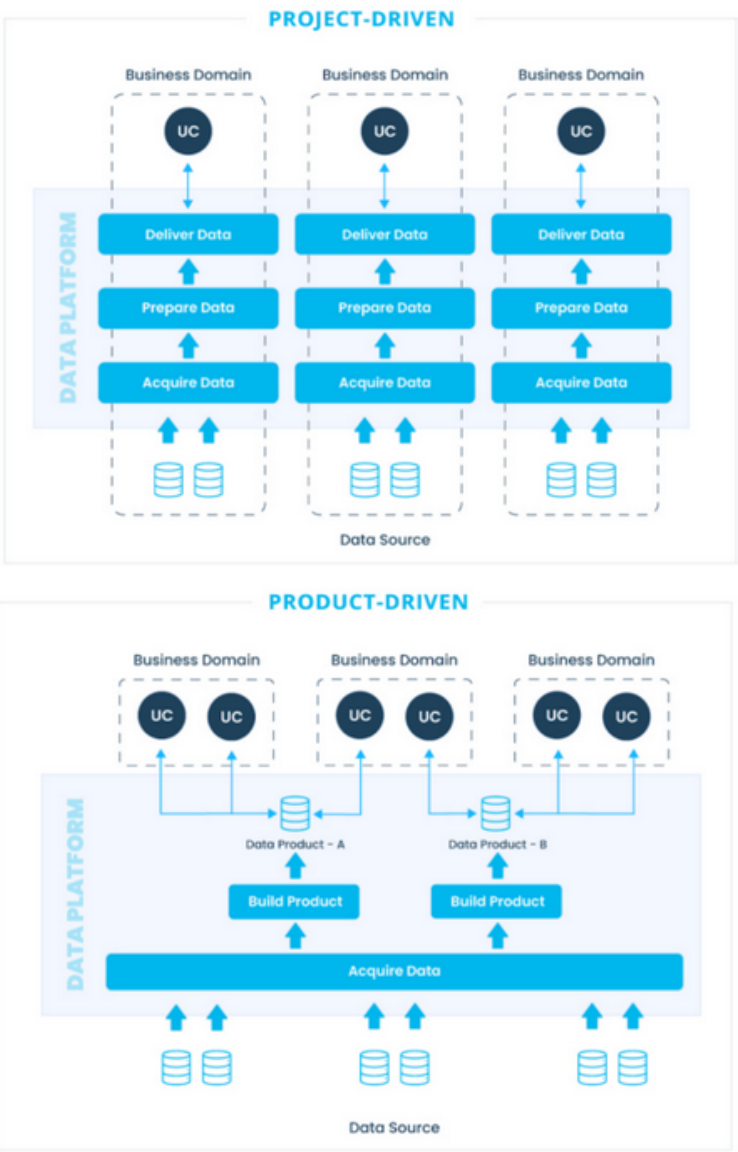 PROJECT-DRIVEN
Business Domain Business Domain Business Domain
UC UC UC
DATA PLATFORM
Deliver Data Deliver Data Deliver Data
Prepare Data Prepare Data Prepare Data
Acquire Data Acquire Data Acquire Data
Data Source
PRODUCT-DRIVEN
Business Domain Business Domain Business Domain
UC UC UC UC UC UC
DATA PLATFORM
Data Product - A Data Product - B
Build Product Build Product
Acquire Data
Data Source